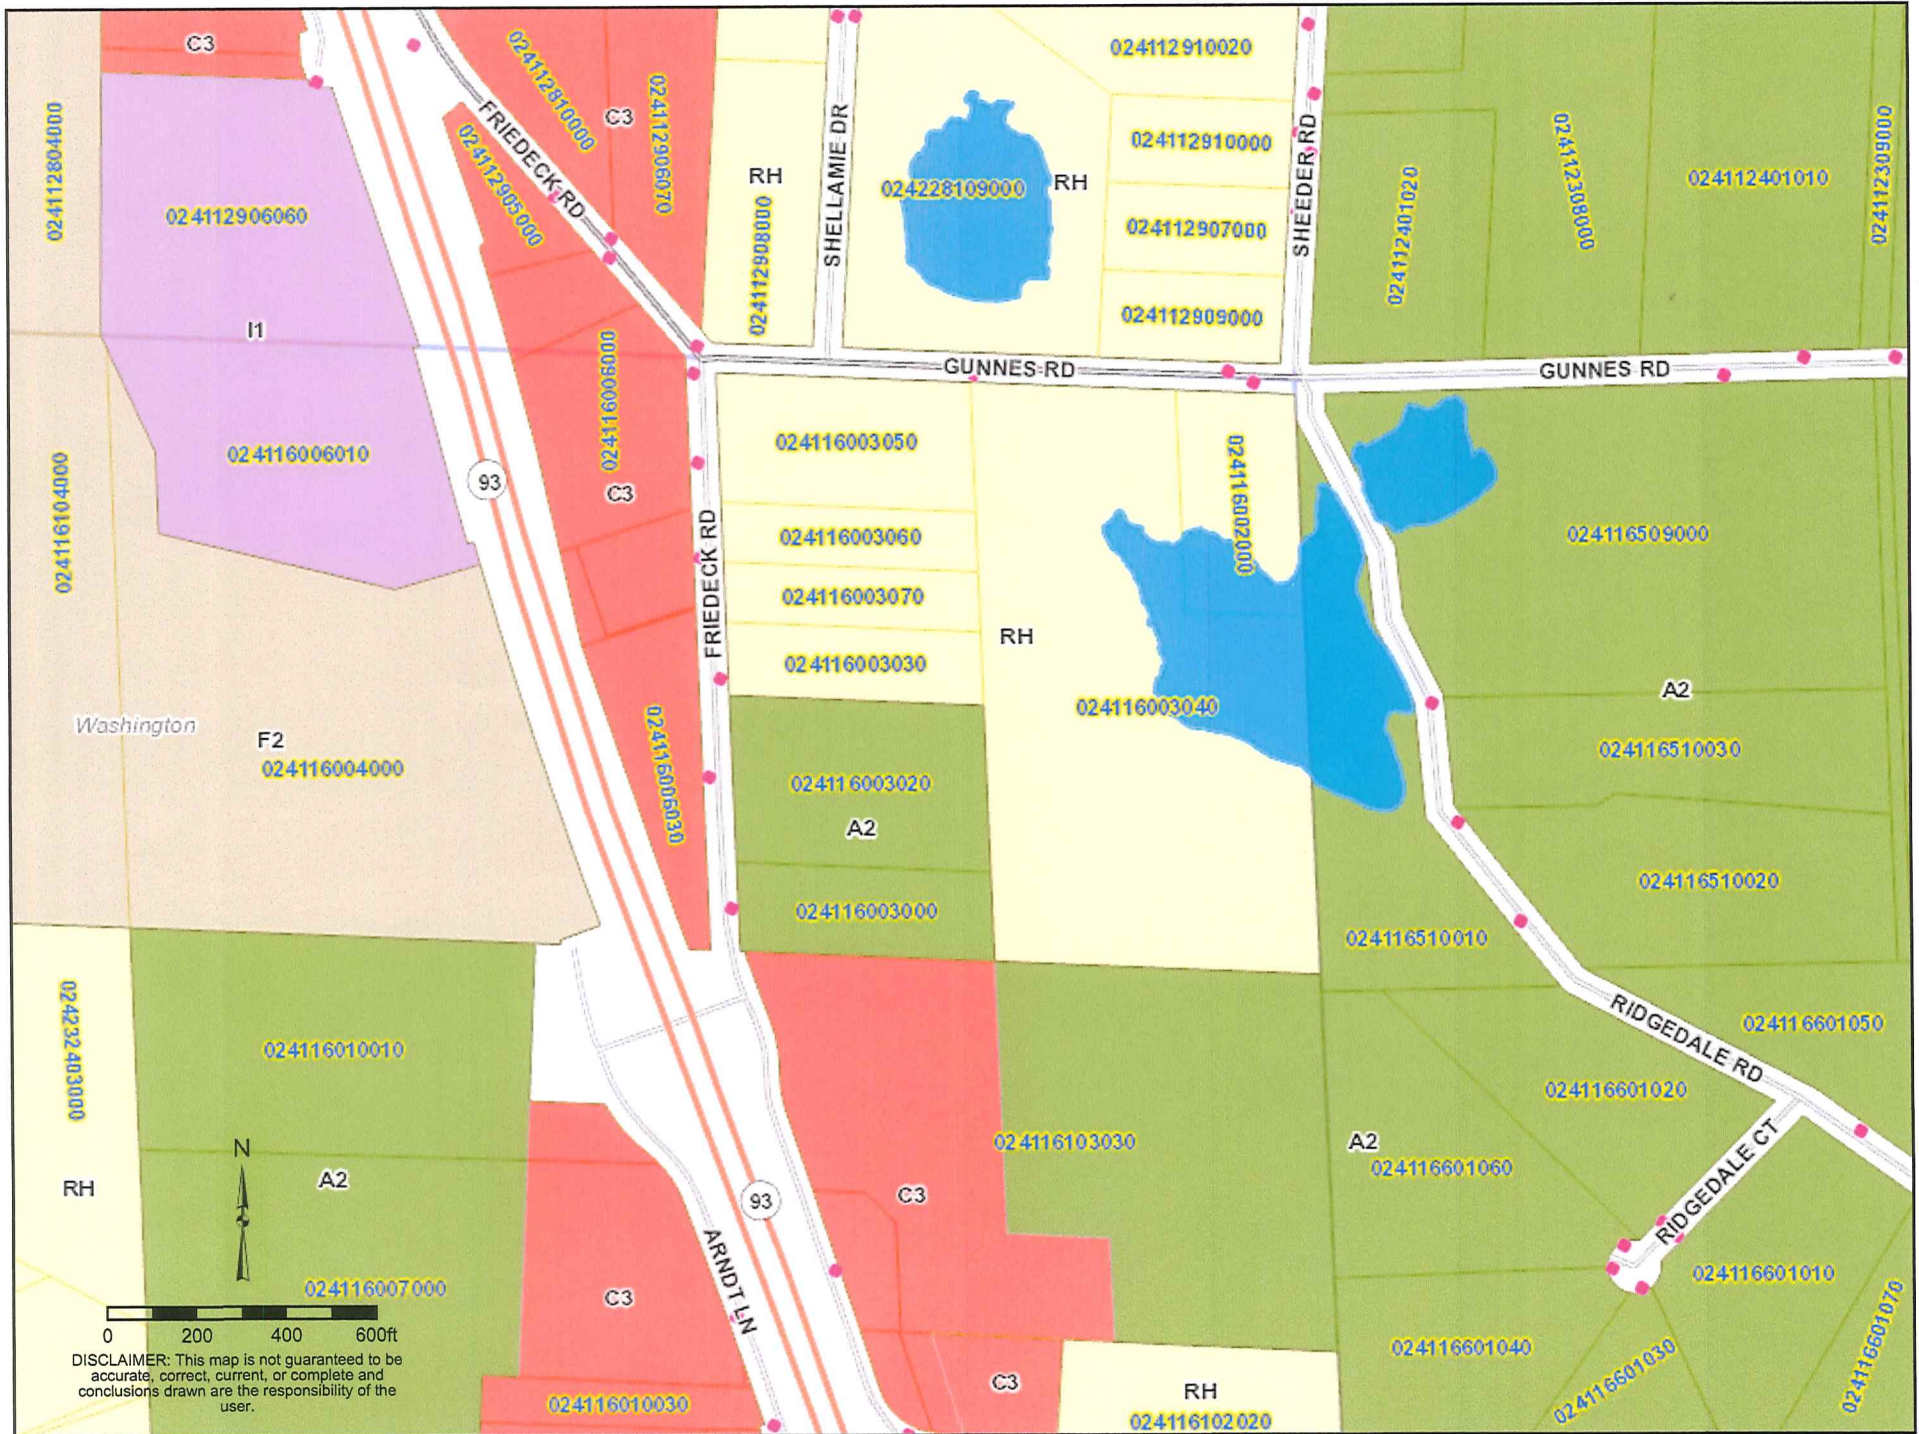 C3
024112810000
C3
024112906070
024112804000
024112906060
FRIEDECK RD
024112905000
RH
024112908000
SHELLAMIE DR
024228109000
RH
024112910020
024112910000
024112907000
024112909000
SHEEDER RD
024112401020
024112308000
024112401010
024112309000
I1
GUNNES RD
GUNNES RD
024116006010
024116104000
93
024116006000
C3
FRIEDECK RD
024116003050
024116003060
024116003070
024116003030
024116002000
RH
024116003040
024116509000
A2
024116510030
Washington
F2
024116004000
024116006030
024116003020
A2
024116003000
024116510020
024116510010
024232403000
024116010010
RIDGEDALE RD
024116601050
024116601020
RH
A2
N
024116007000
024116103030
C3
93
A2
024116601060
RIDGEDALE CT
024116601010
ARNDT LN
C3
024116010030
C3
RH
024116102020
024116601040
024116601030
024116601070
0 200 400 600ft
DISCLAIMER: This map is not guaranteed to be
accurate, correct, current, or complete and
conclusions drawn are the responsibility of the
user.